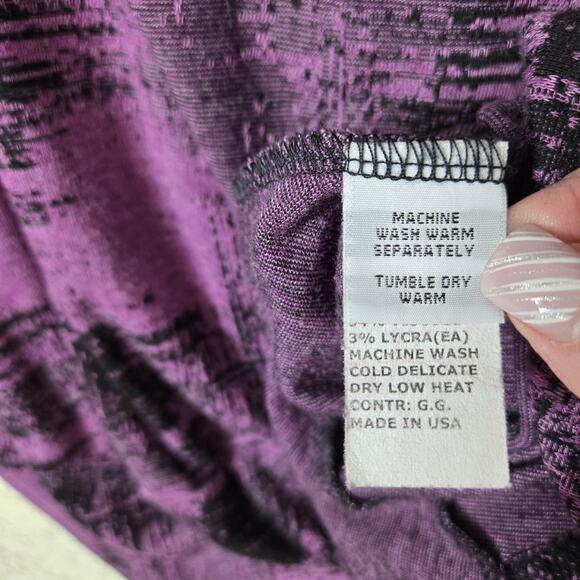 MACHINE
WASH WARM
SEPARATELY
TUMBLE DRY
WARM
3% LYCRA(EA)
MACHINE WASH
COLD DELICATE
DRY LOW HEAT
CONTR: G.G.
MADE IN USA